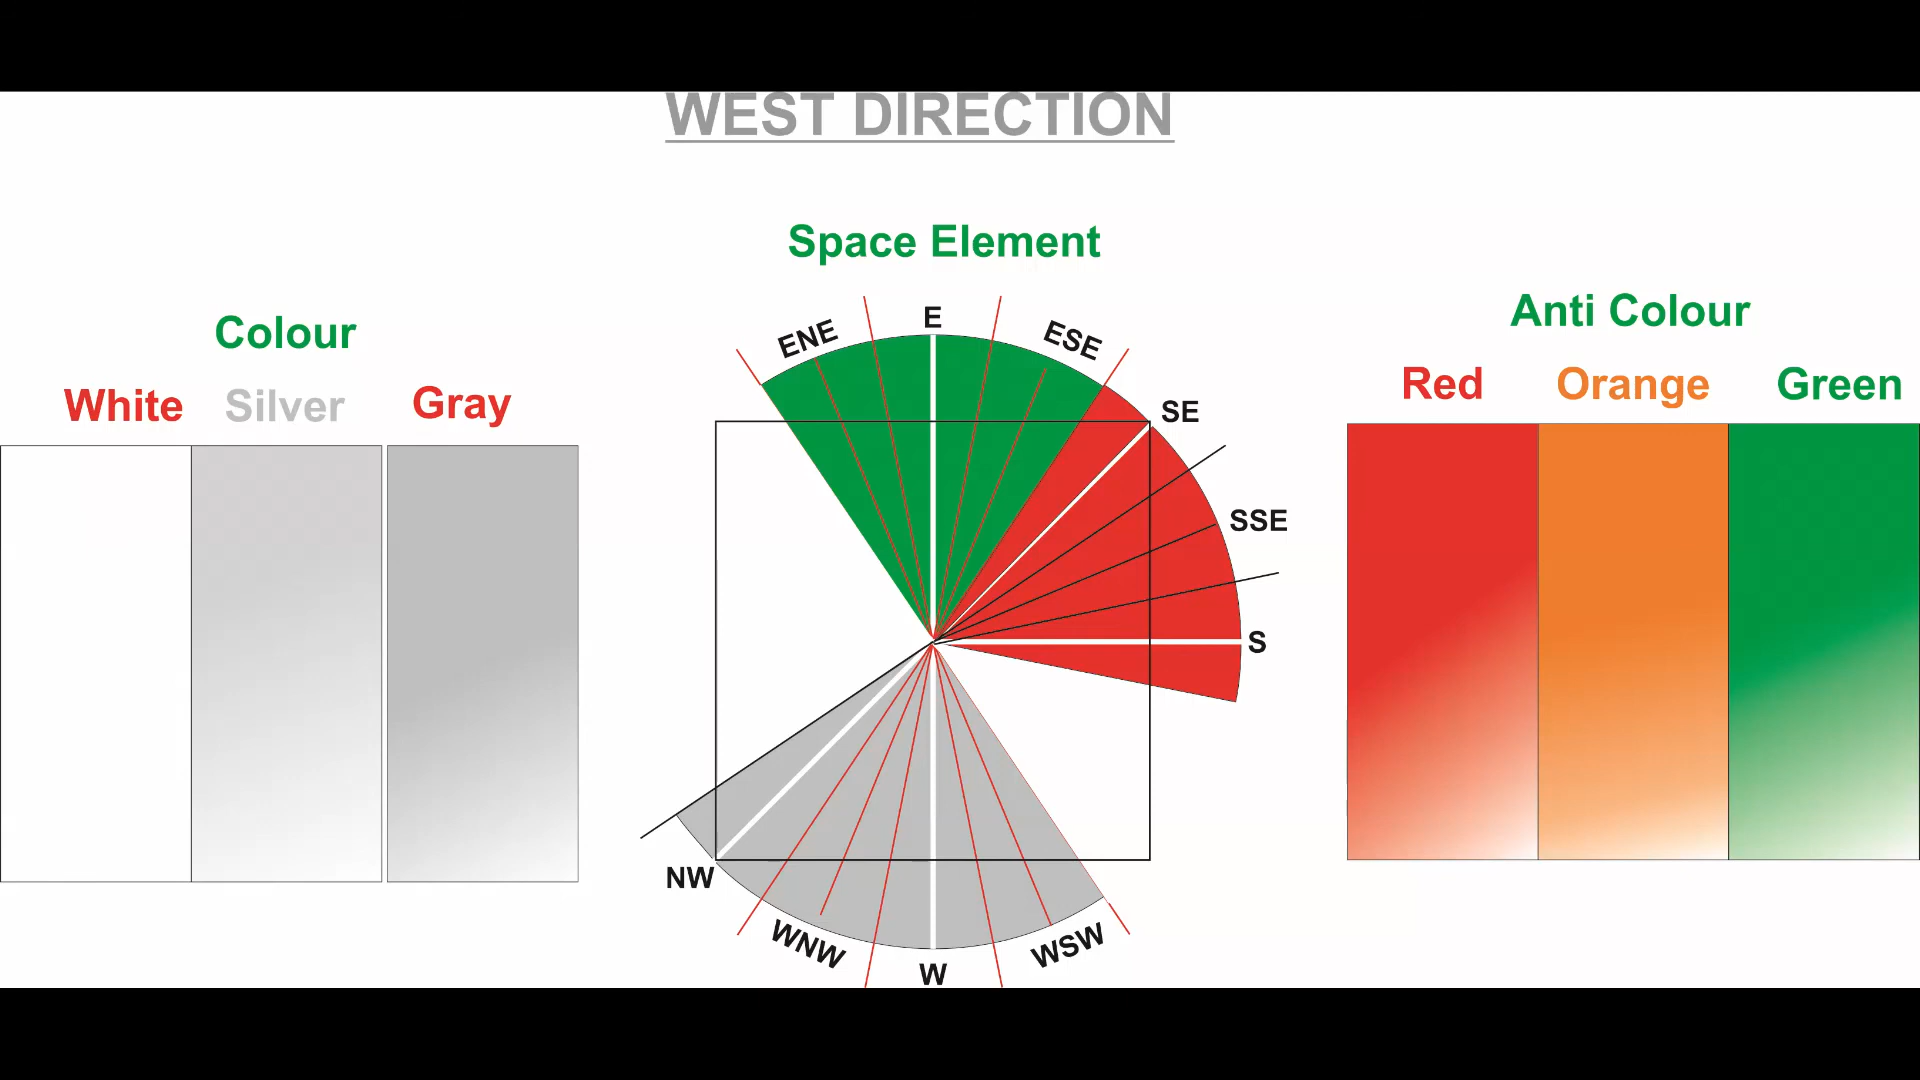 WEST DIRECTION
Space Element
Colour
White Silver Gray
Anti Colour
Red Orange Green
ENE
E
ESE
SE
SSE
S
NW
WNW
W
WSW